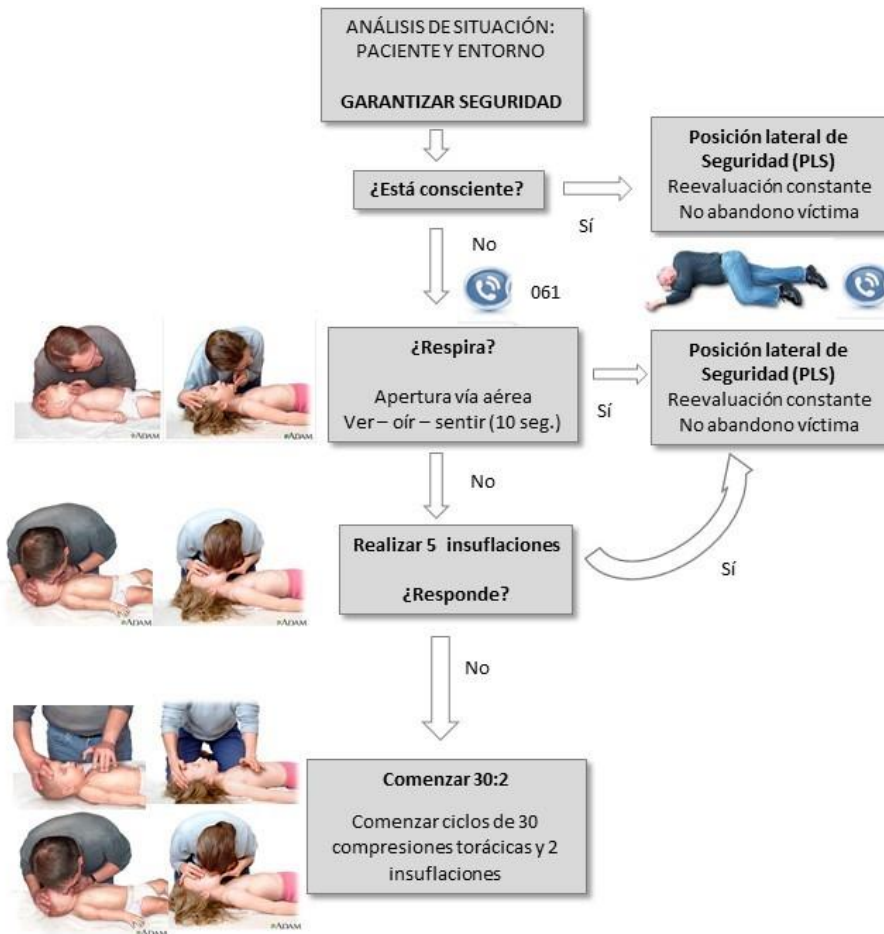 ANÁLISIS DE SITUACIÓN:
PACIENTE Y ENTORNO
GARANTIZAR SEGURIDAD
¿Está consciente?
Sí
Posición lateral de
Seguridad (PLS)
Reevaluación constante
No abandono víctima
No
061
¿Respira?
Apertura vía aérea
Ver – oír – sentir (10 seg.)
Sí
Posición lateral de
Seguridad (PLS)
Reevaluación constante
No abandono víctima
ADAM
ADAM
No
Realizar 5 insuflaciones
¿Responde?
Sí
ADAM
ADAM
No
Comenzar 30:2
Comenzar ciclos de 30
compresiones torácicas y 2
insuflaciones
ADAM
ADAM